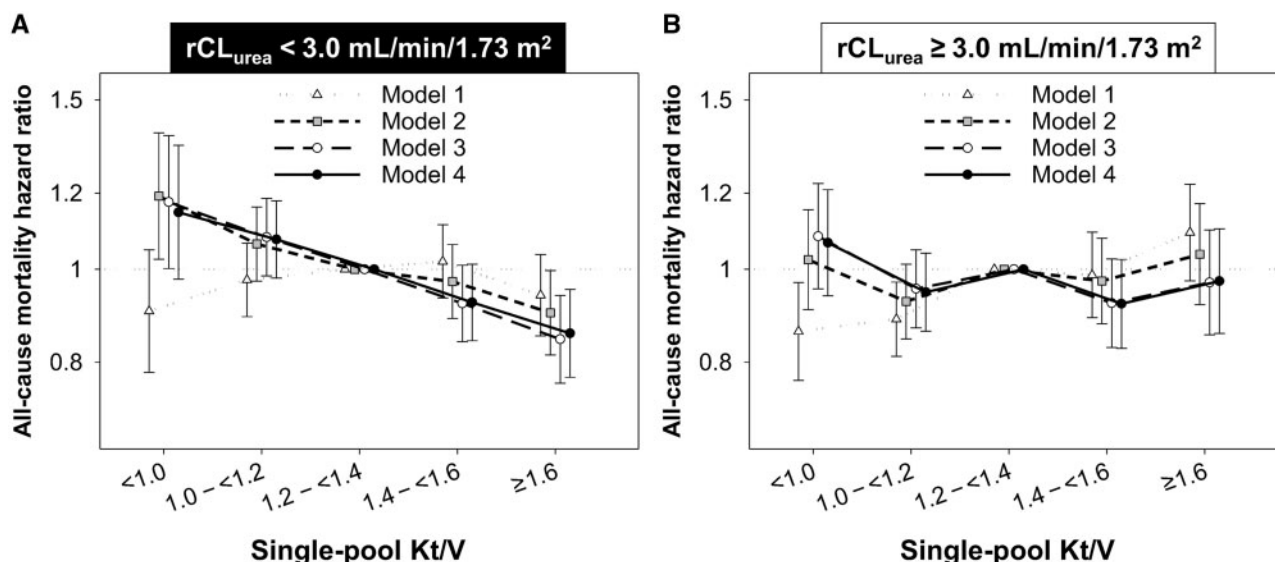 A
rCLurea < 3.0 mL/min/1.73 m²
Model 1
Model 2
Model 3
Model 4
All-cause mortality hazard ratio
1.5
1.2
1
0.8
<1.0
1.0 – <1.2
1.2 – <1.4
1.4 – <1.6
≥1.6
Single-pool Kt/V
B
rCLurea ≥ 3.0 mL/min/1.73 m²
Model 1
Model 2
Model 3
Model 4
All-cause mortality hazard ratio
1.5
1.2
1
0.8
<1.0
1.0 – <1.2
1.2 – <1.4
1.4 – <1.6
≥1.6
Single-pool Kt/V